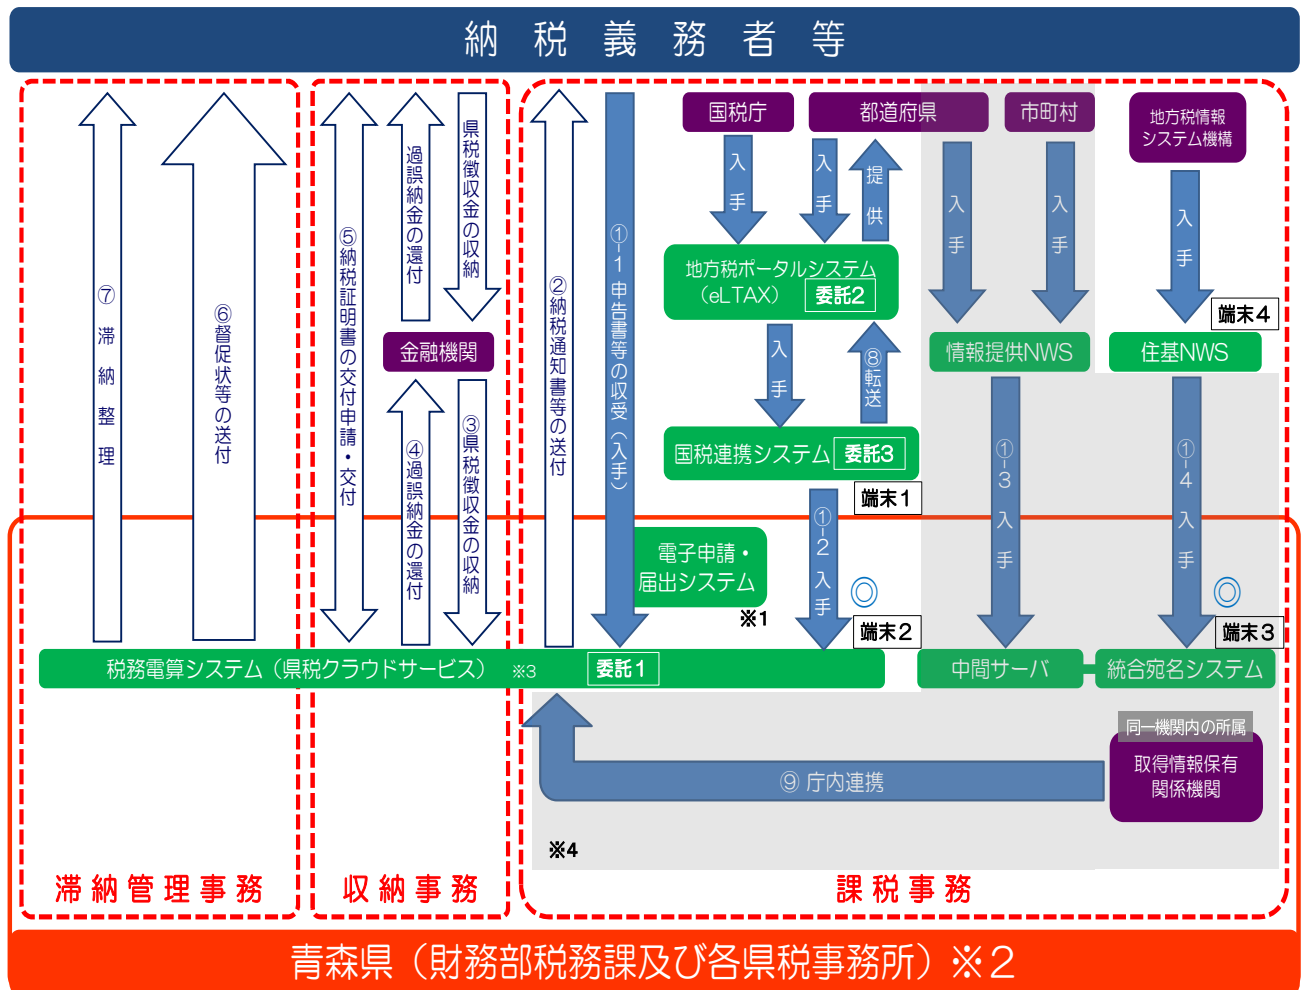 納税義務者等
⑦滞納整理
⑥督促状等の送付
⑤納税証明書の交付申請・交付
過誤納金の還付
県税徴収金の収納
金融機関
④過誤納金の還付
③県税徴収金の収納
②納税通知書等の送付
①-1 申告書等の収受（入手）
国税庁
都道府県
市町村
地方税情報
システム機構
入手
入手
提供
入手
入手
入手
地方税ポータルシステム
（eLTAX）
委託2
端末4
入手
⑧転送
情報提供NWS
住基NWS
国税連携システム
委託3
端末1
①-2 入手
①-3 入手
①-4 入手
電子申請・
届出システム
※1
◎
端末2
◎
端末3
税務電算システム（県税クラウドサービス） ※3
委託1
中間サーバ
統合宛名システム
同一機関内の所属
取得情報保有
関係機関
⑨ 庁内連携
※4
滞納管理事務
収納事務
課税事務
青森県（財務部税務課及び各県税事務所）※2